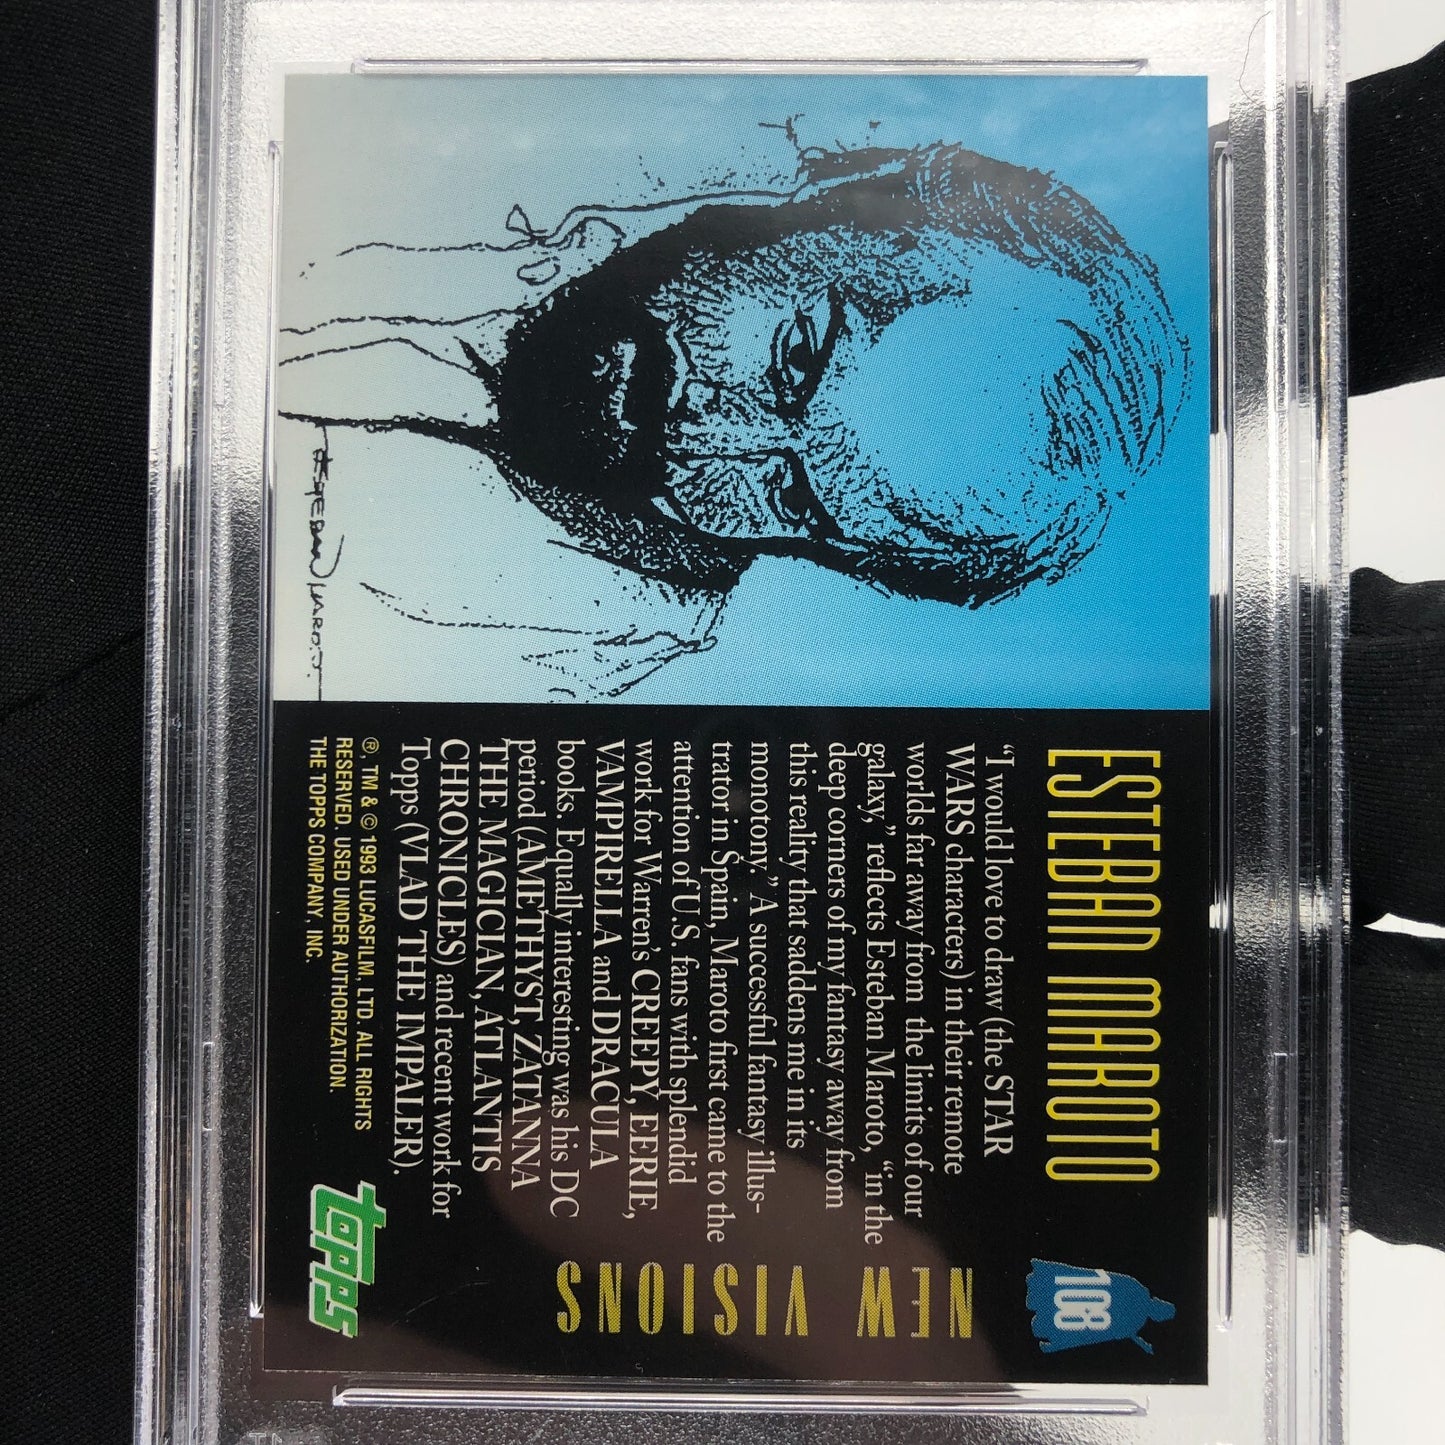 ESTEBAN MAROTO
108
"I would love to draw (the STAR
WARS characters) in their remote
worlds far away from the limits of our
galaxy," reflects Esteban Maroto, "in the
deep corners of my fantasy away from
this reality that saddens me in its
monotony." A successful fantasy illus-
trator in Spain, Maroto first came to the
attention of U.S. fans with splendid
work for Warren's CREEPY, EERIE,
VAMPIRELLA and DRACULA
books. Equally interesting was his DC
period (AMETHYST, ZATANNA
THE MAGICIAN, ATLANTIS
CHRONICLES) and recent work for
Topps (VLAD THE IMPALER).
NEW VISIONS
®, TM & © 1993 LUCASFILM, LTD. ALL RIGHTS
RESERVED. USED UNDER AUTHORIZATION.
THE TOPPS COMPANY, INC.
TOPPS
ESTEBAN MAROTO